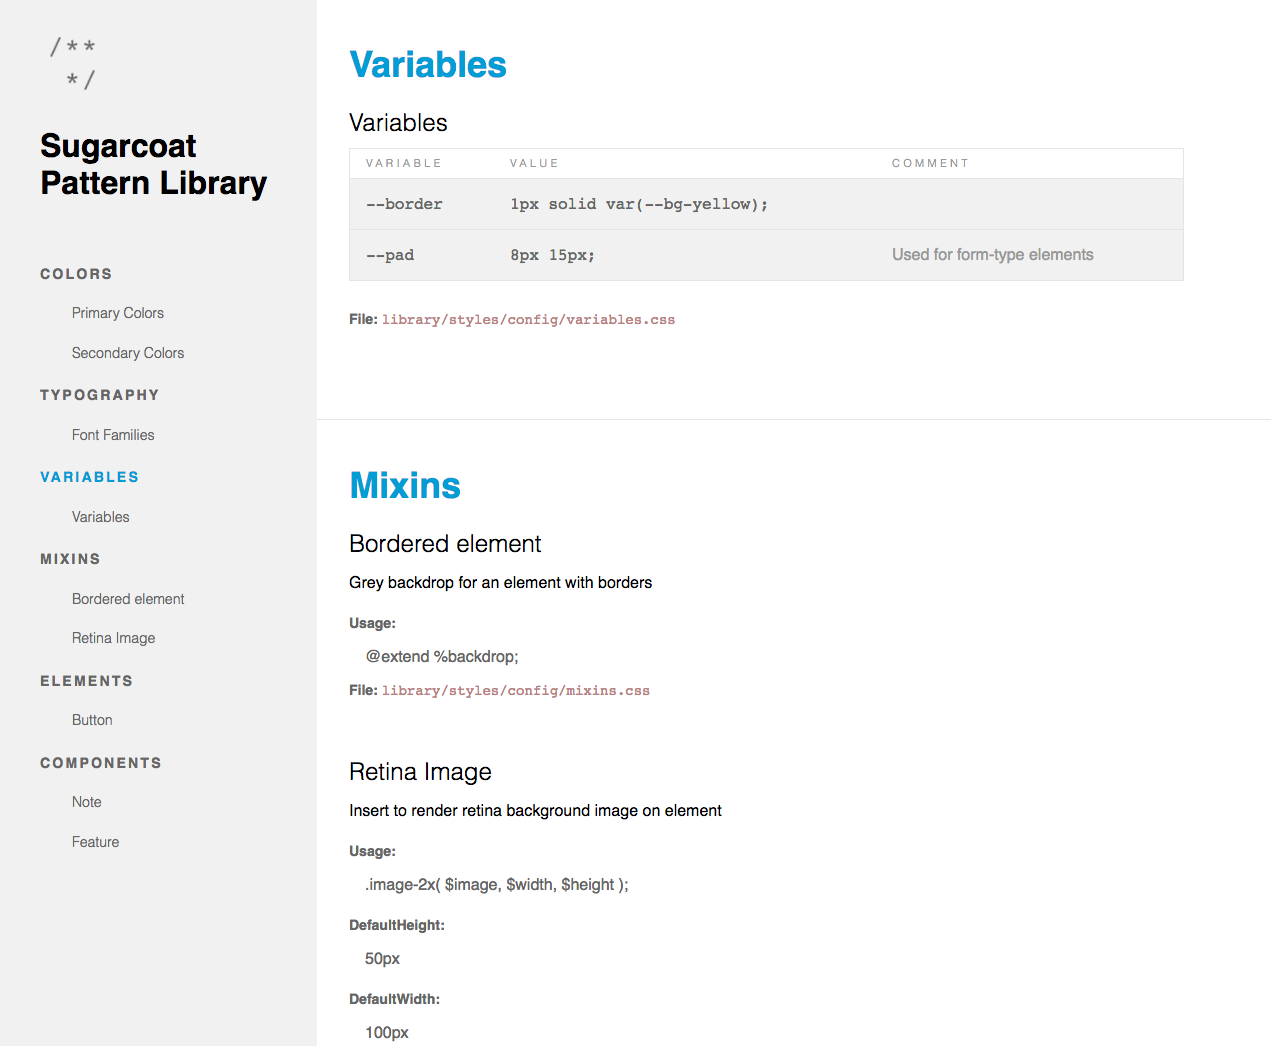 /**
*/
Sugarcoat
Pattern Library
COLORS
Primary Colors
Secondary Colors
TYPOGRAPHY
Font Families
VARIABLES
Variables
MIXINS
Bordered element
Retina Image
ELEMENTS
Button
COMPONENTS
Note
Feature
Variables
Variables
VARIABLE VALUE COMMENT
--border 1px solid var(--bg-yellow);
--pad 8px 15px; Used for form-type elements
File: library/styles/config/variables.css
Mixins
Bordered element
Grey backdrop for an element with borders
Usage:
@extend %backdrop;
File: library/styles/config/mixins.css
Retina Image
Insert to render retina background image on element
Usage:
.image-2x( $image, $width, $height );
DefaultHeight:
50px
DefaultWidth:
100px